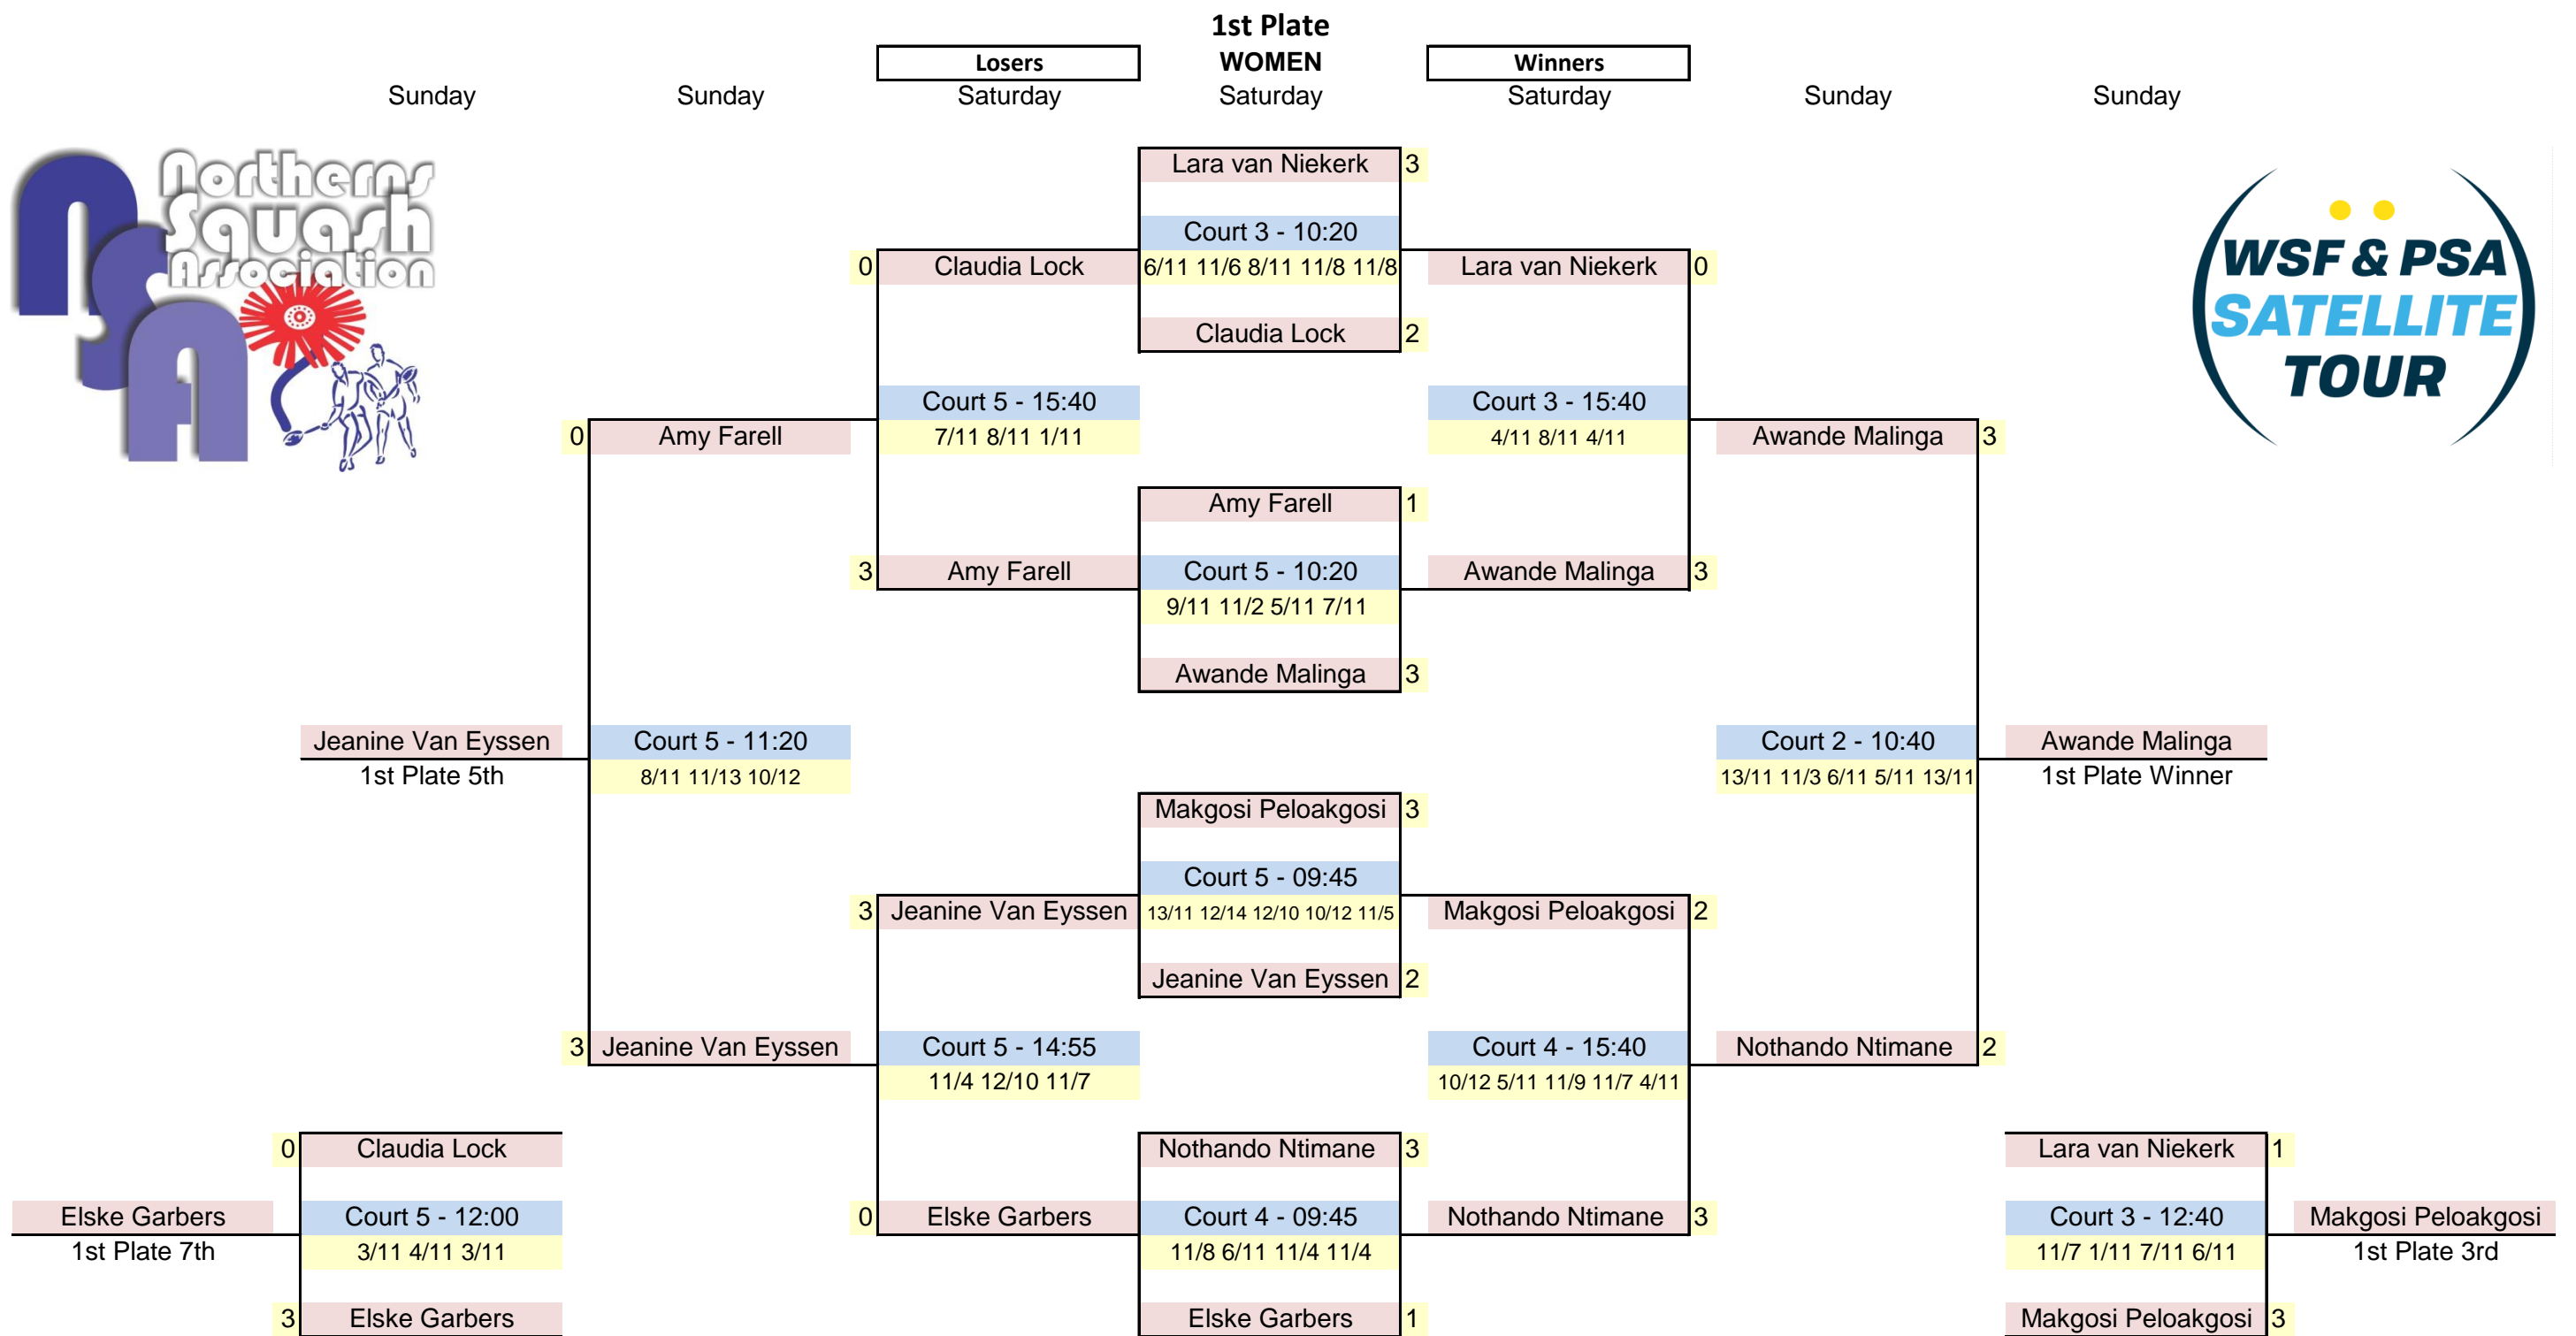 1st Plate
Losers WOMEN Winners
Sunday Sunday Saturday Saturday Saturday Sunday Sunday
Northerns
Squash
Association
NSA
WSF & PSA
SATELLITE
TOUR
Lara van Niekerk 3
Court 3 - 10:20
0 Claudia Lock 6/11 11/6 8/11 11/8 11/8 Lara van Niekerk 0
Claudia Lock 2
Court 5 - 15:40 Court 3 - 15:40
0 Amy Farell 7/11 8/11 1/11 4/11 8/11 4/11 Awande Malinga 3
Amy Farell 1
3 Amy Farell Court 5 - 10:20 Awande Malinga 3
9/11 11/2 5/11 7/11
Awande Malinga 3
Jeanine Van Eyssen Court 5 - 11:20 Court 2 - 10:40 Awande Malinga
1st Plate 5th 8/11 11/13 10/12 13/11 11/3 6/11 5/11 13/11 1st Plate Winner
Makgosi Peloakgosi 3
Court 5 - 09:45
3 Jeanine Van Eyssen 13/11 12/14 12/10 10/12 11/5 Makgosi Peloakgosi 2
Jeanine Van Eyssen 2
3 Jeanine Van Eyssen Court 5 - 14:55 Court 4 - 15:40 Nothando Ntimane 2
11/4 12/10 11/7 10/12 5/11 11/9 11/7 4/11
0 Claudia Lock Nothando Ntimane 3 Lara van Niekerk 1
Elske Garbers Court 5 - 12:00 0 Elske Garbers Court 4 - 09:45 Nothando Ntimane 3 Court 3 - 12:40 Makgosi Peloakgosi
1st Plate 7th 3/11 4/11 3/11 11/8 6/11 11/4 11/4 11/7 1/11 7/11 6/11 1st Plate 3rd
3 Elske Garbers Elske Garbers 1 Makgosi Peloakgosi 3